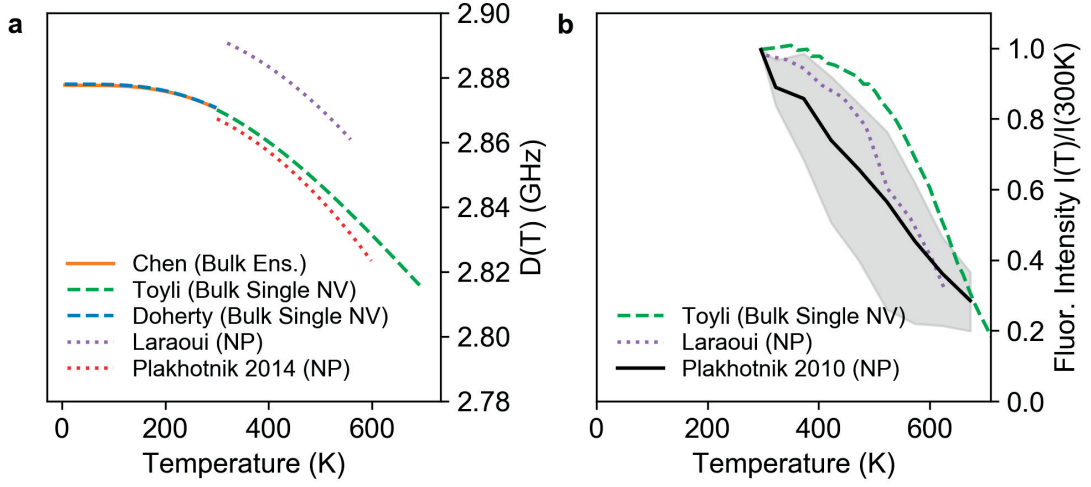 a
2.90
2.88
2.86
2.84
2.82
2.80
2.78
D(T) (GHz)
Chen (Bulk Ens.)
Toyli (Bulk Single NV)
Doherty (Bulk Single NV)
Laraoui (NP)
Plakhotnik 2014 (NP)
0 200 400 600
Temperature (K)
b
1.0
0.8
0.6
0.4
0.2
0.0
Fluor. Intensity I(T)/I(300K)
Toyli (Bulk Single NV)
Laraoui (NP)
Plakhotnik 2010 (NP)
0 200 400 600
Temperature (K)